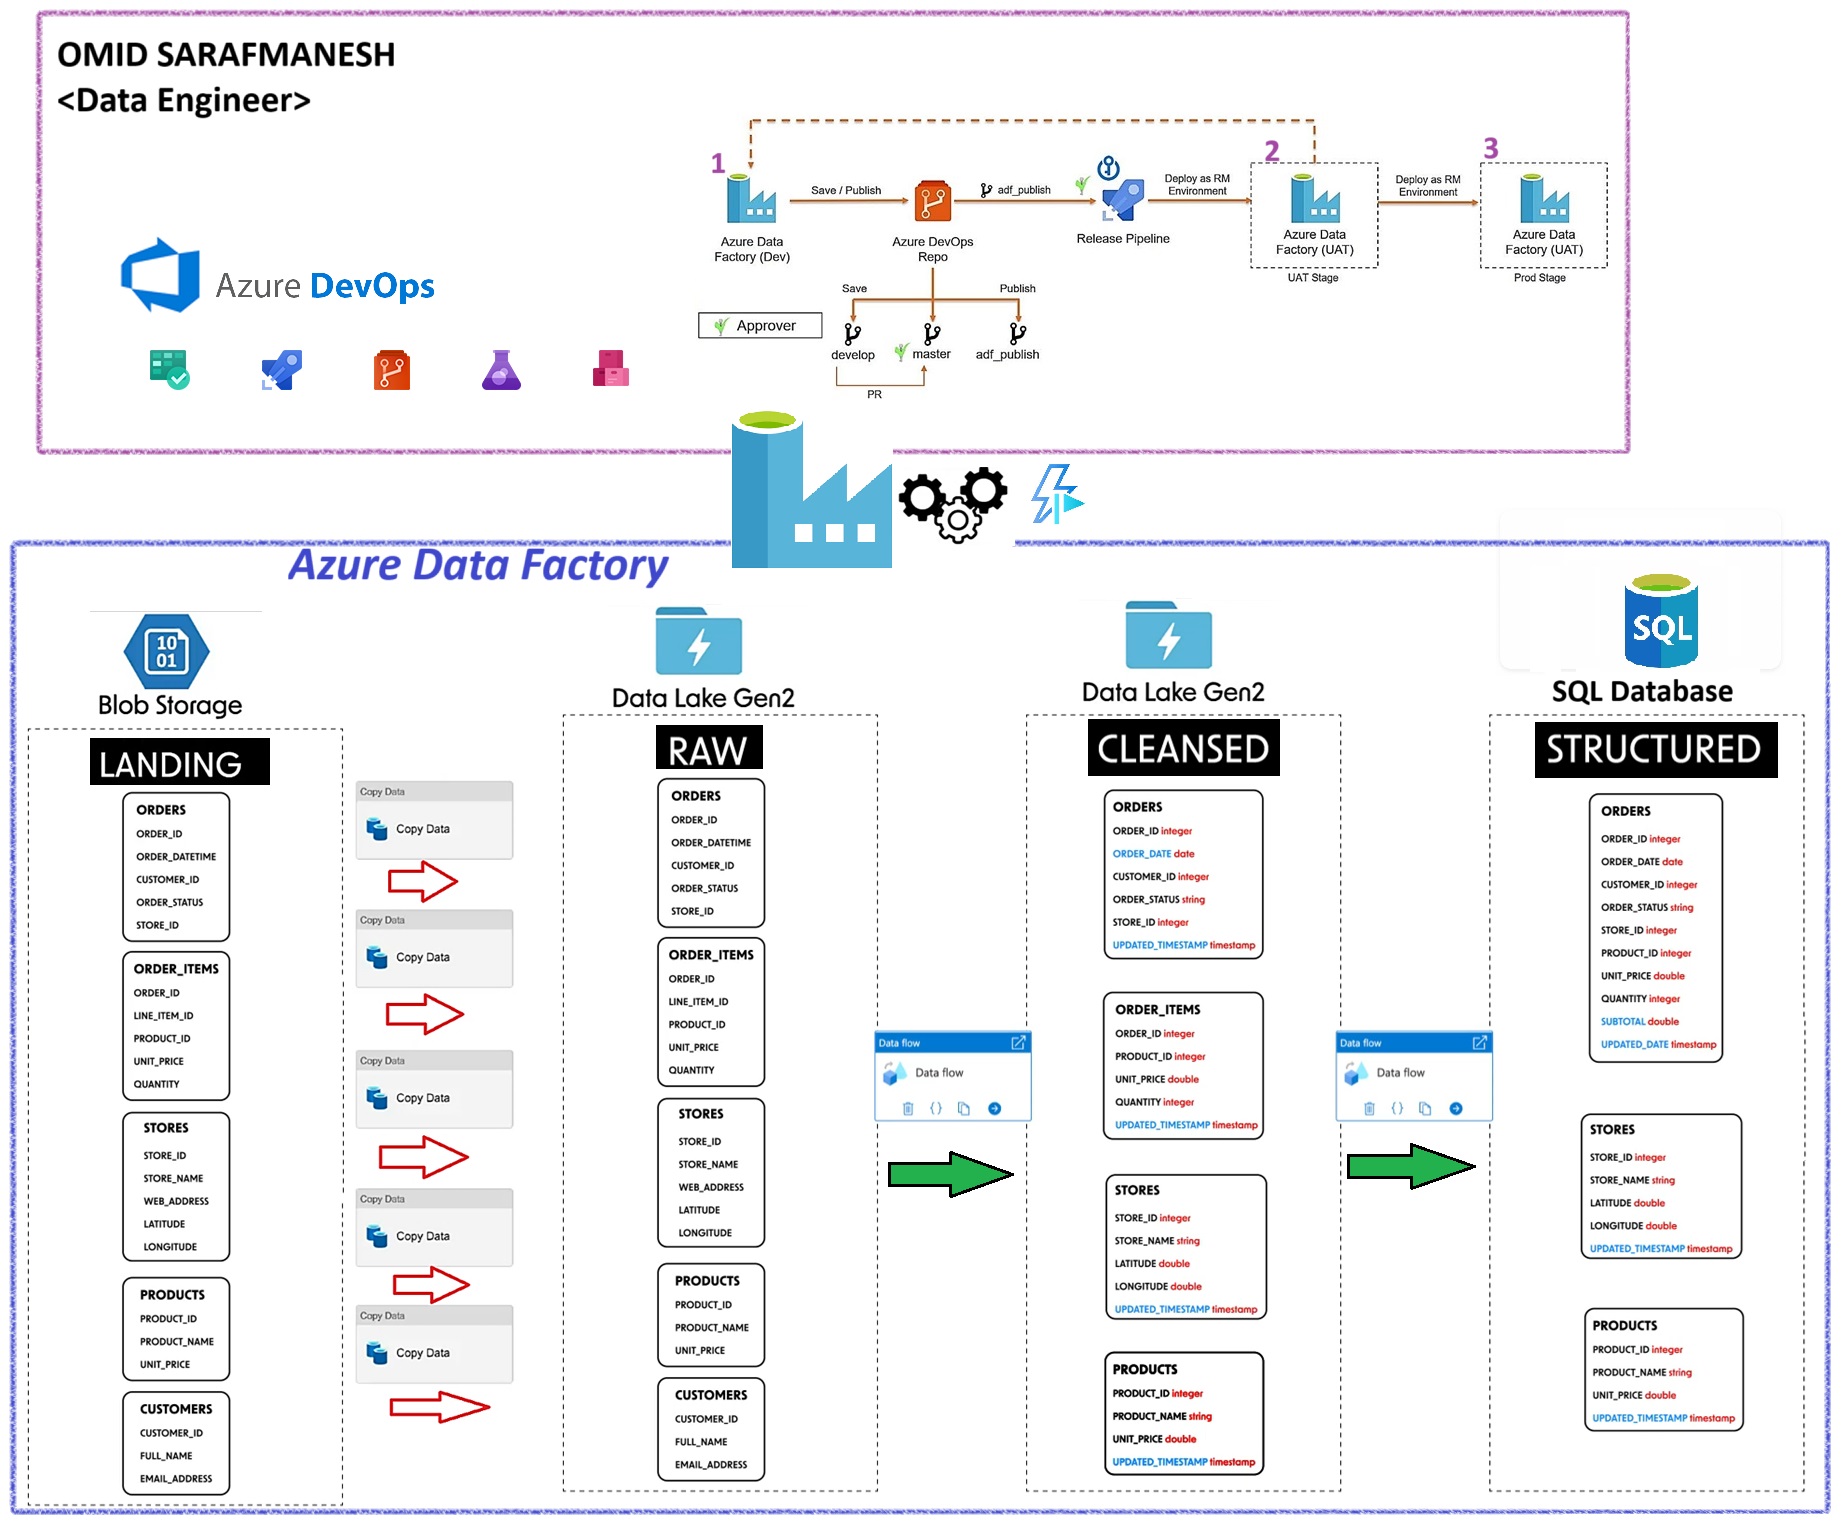 OMID SARAFMANESH
<Data Engineer>
Azure DevOps
1
2
3
Save / Publish
adf_publish
Deploy as RM
Environment
Deploy as RM
Environment
Azure Data
Factory (Dev)
Azure DevOps
Repo
Release Pipeline
Azure Data
Factory (UAT)
UAT Stage
Azure Data
Factory (UAT)
Prod Stage
Save
Publish
Approver
develop
master
adf_publish
PR
Azure Data Factory
10
01
Blob Storage
LANDING
ORDERS
ORDER_ID
ORDER_DATETIME
CUSTOMER_ID
ORDER_STATUS
STORE_ID
ORDER_ITEMS
ORDER_ID
LINE_ITEM_ID
PRODUCT_ID
UNIT_PRICE
QUANTITY
STORES
STORE_ID
STORE_NAME
WEB_ADDRESS
LATITUDE
LONGITUDE
PRODUCTS
PRODUCT_ID
PRODUCT_NAME
UNIT_PRICE
CUSTOMERS
CUSTOMER_ID
FULL_NAME
EMAIL_ADDRESS
Copy Data
Copy Data
Copy Data
Copy Data
Copy Data
Copy Data
Copy Data
Copy Data
Copy Data
Copy Data
Data Lake Gen2
RAW
ORDERS
ORDER_ID
ORDER_DATETIME
CUSTOMER_ID
ORDER_STATUS
STORE_ID
ORDER_ITEMS
ORDER_ID
LINE_ITEM_ID
PRODUCT_ID
UNIT_PRICE
QUANTITY
STORES
STORE_ID
STORE_NAME
WEB_ADDRESS
LATITUDE
LONGITUDE
PRODUCTS
PRODUCT_ID
PRODUCT_NAME
UNIT_PRICE
CUSTOMERS
CUSTOMER_ID
FULL_NAME
EMAIL_ADDRESS
Data flow
Data flow
Data Lake Gen2
CLEANSED
ORDERS
ORDER_ID integer
ORDER_DATE date
CUSTOMER_ID integer
ORDER_STATUS string
STORE_ID integer
UPDATED_TIMESTAMP timestamp
ORDER_ITEMS
ORDER_ID integer
PRODUCT_ID integer
UNIT_PRICE double
QUANTITY integer
UPDATED_TIMESTAMP timestamp
STORES
STORE_ID integer
STORE_NAME string
LATITUDE double
LONGITUDE double
UPDATED_TIMESTAMP timestamp
PRODUCTS
PRODUCT_ID integer
PRODUCT_NAME string
UNIT_PRICE double
UPDATED_TIMESTAMP timestamp
Data flow
Data flow
SQL
SQL Database
STRUCTURED
ORDERS
ORDER_ID integer
ORDER_DATE date
CUSTOMER_ID integer
ORDER_STATUS string
STORE_ID integer
PRODUCT_ID integer
UNIT_PRICE double
QUANTITY integer
SUBTOTAL double
UPDATED_DATE timestamp
STORES
STORE_ID integer
STORE_NAME string
LATITUDE double
LONGITUDE double
UPDATED_TIMESTAMP timestamp
PRODUCTS
PRODUCT_ID integer
PRODUCT_NAME string
UNIT_PRICE double
UPDATED_TIMESTAMP timestamp